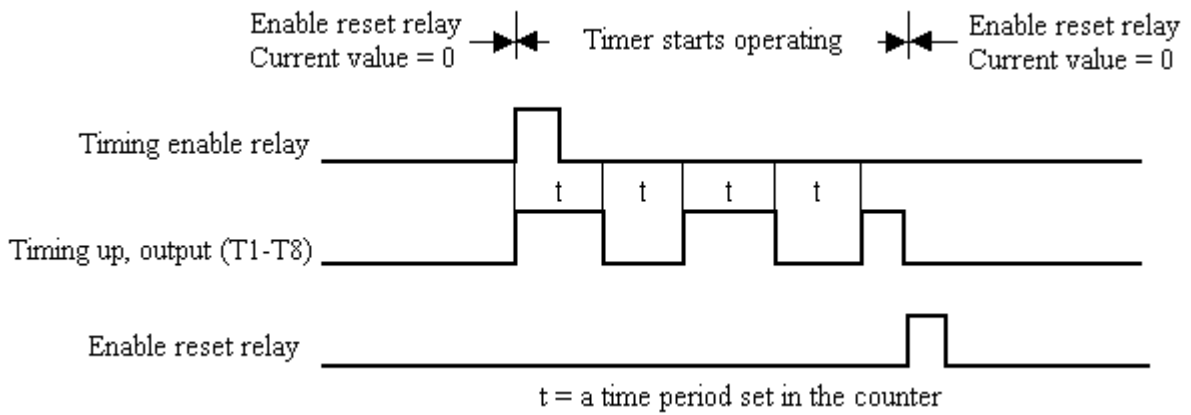 Enable reset relay
Current value = 0
Timer starts operating
Enable reset relay
Current value = 0
Timing enable relay
t
t
t
t
Timing up, output (T1-T8)
Enable reset relay
t = a time period set in the counter